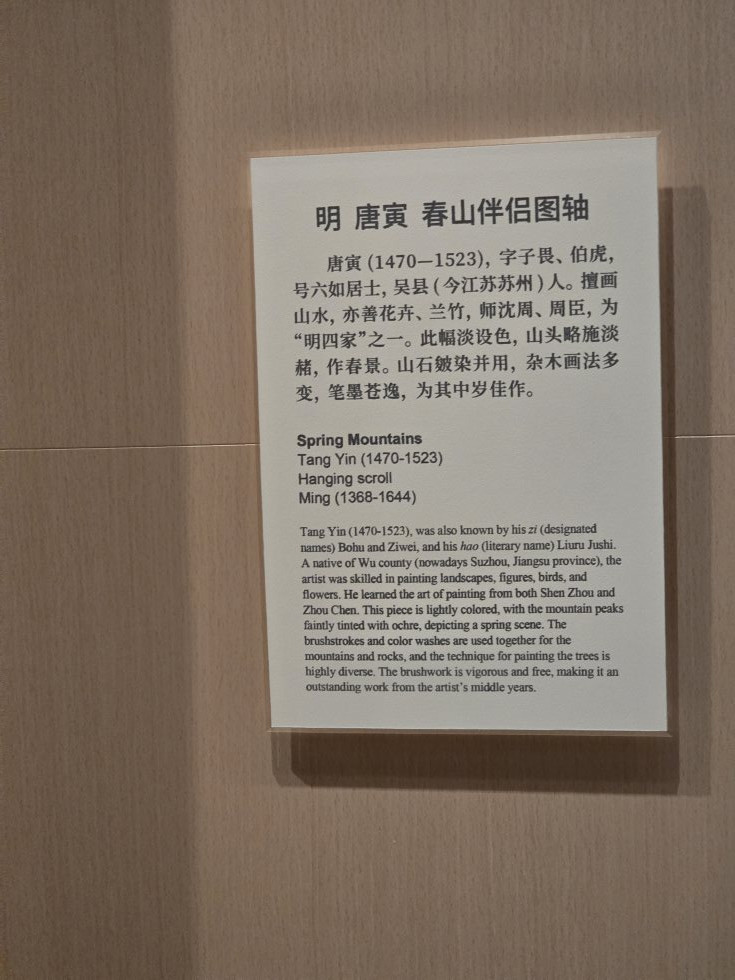 明 唐寅 春山伴侣图轴
唐寅 (1470—1523)，字子畏、伯虎，
号六如居士，吴县 (今江苏苏州) 人。擅画
山水，亦善花卉、兰竹，师沈周、周臣，为
“明四家”之一。此幅淡设色，山头略施淡
赭，作春景。山石皴染并用，杂木画法多
变，笔墨苍逸，为其中岁佳作。
Spring Mountains
Tang Yin (1470-1523)
Hanging scroll
Ming (1368-1644)
Tang Yin (1470-1523), was also known by his zi (designated
names) Bohu and Ziwei, and his hao (literary name) Liuru Jushi.
A native of Wu county (nowadays Suzhou, Jiangsu province), the
artist was skilled in painting landscapes, figures, birds, and
flowers. He learned the art of painting from both Shen Zhou and
Zhou Chen. This piece is lightly colored, with the mountain peaks
faintly tinted with ochre, depicting a spring scene. The
brushstrokes and color washes are used together for the
mountains and rocks, and the technique for painting the trees is
highly diverse. The brushwork is vigorous and free, making it an
outstanding work from the artist's middle years.